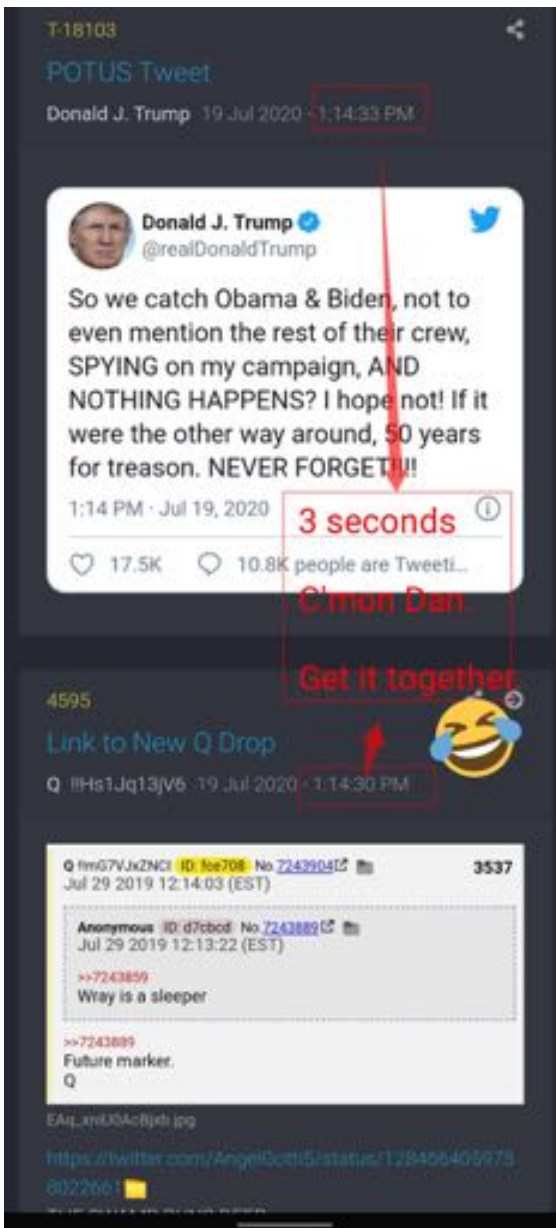 T-18103
POTUS Tweet
Donald J. Trump 19 Jul 2020 - 1:14:33 PM
Donald J. Trump
@realDonaldTrump
So we catch Obama & Biden, not to
even mention the rest of their crew,
SPYING on my campaign, AND
NOTHING HAPPENS? I hope not! If it
were the other way around, 50 years
for treason. NEVER FORGET!!!!
1:14 PM · Jul 19, 2020
3 seconds
17.5K 10.8K people are Tweeti...
C'mon Dan.
Get it together
4595
Link to New Q Drop
Q !!Hs1Jq13jV6 19 Jul 2020 - 1:14:30 PM
Q !!mG7VJxZNCI ID: fce708 No.7243904 3537
Jul 29 2019 12:14:03 (EST)
Anonymous ID: d7cbcd No.7243889
Jul 29 2019 12:13:22 (EST)
>>7243859
Wray is a sleeper
>>7243889
Future marker.
Q